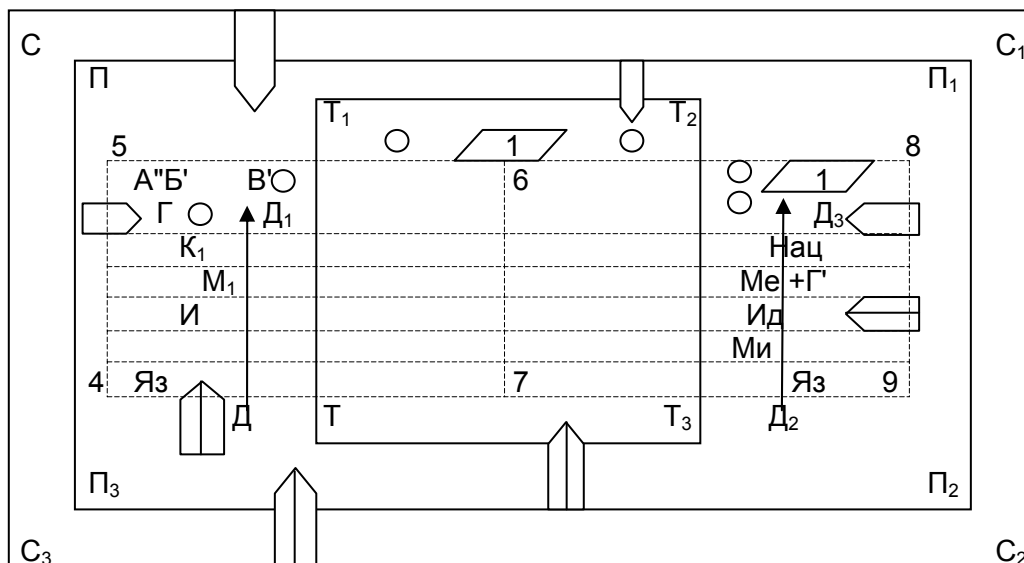 С С₁
П П₁
Т₁ Т₂
5 1 8
А"Б' В' 6 1
Г Д₁ Д₃
К₁ Нац
М₁ Ме +Г'
И Ид
Ми
4 Яз 7 Яз 9
Д Т Т₃ Д₂
П₃ П₂
С₃ С₂